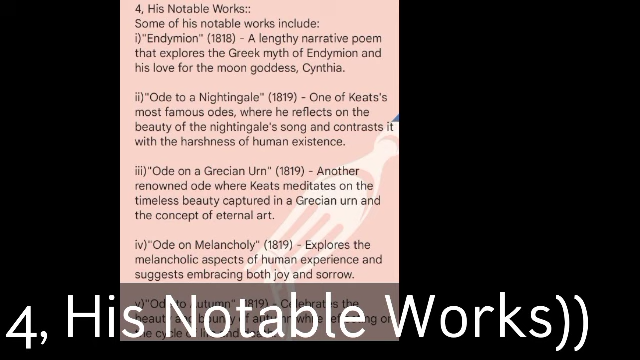 4, His Notable Works::
Some of his notable works include:
i)"Endymion" (1818) - A lengthy narrative poem
that explores the Greek myth of Endymion and
his love for the moon goddess, Cynthia.
ii)"Ode to a Nightingale" (1819) - One of Keats's
most famous odes, where he reflects on the
beauty of the nightingale's song and contrasts it
with the harshness of human existence.
iii)"Ode on a Grecian Urn" (1819) - Another
renowned ode where Keats meditates on the
timeless beauty captured in a Grecian urn and
the concept of eternal art.
iv)"Ode on Melancholy" (1819) - Explores the
melancholic aspects of human experience and
suggests embracing both joy and sorrow.
v)"Ode to Autumn" (1819) - Celebrates the
4, His Notable Works))